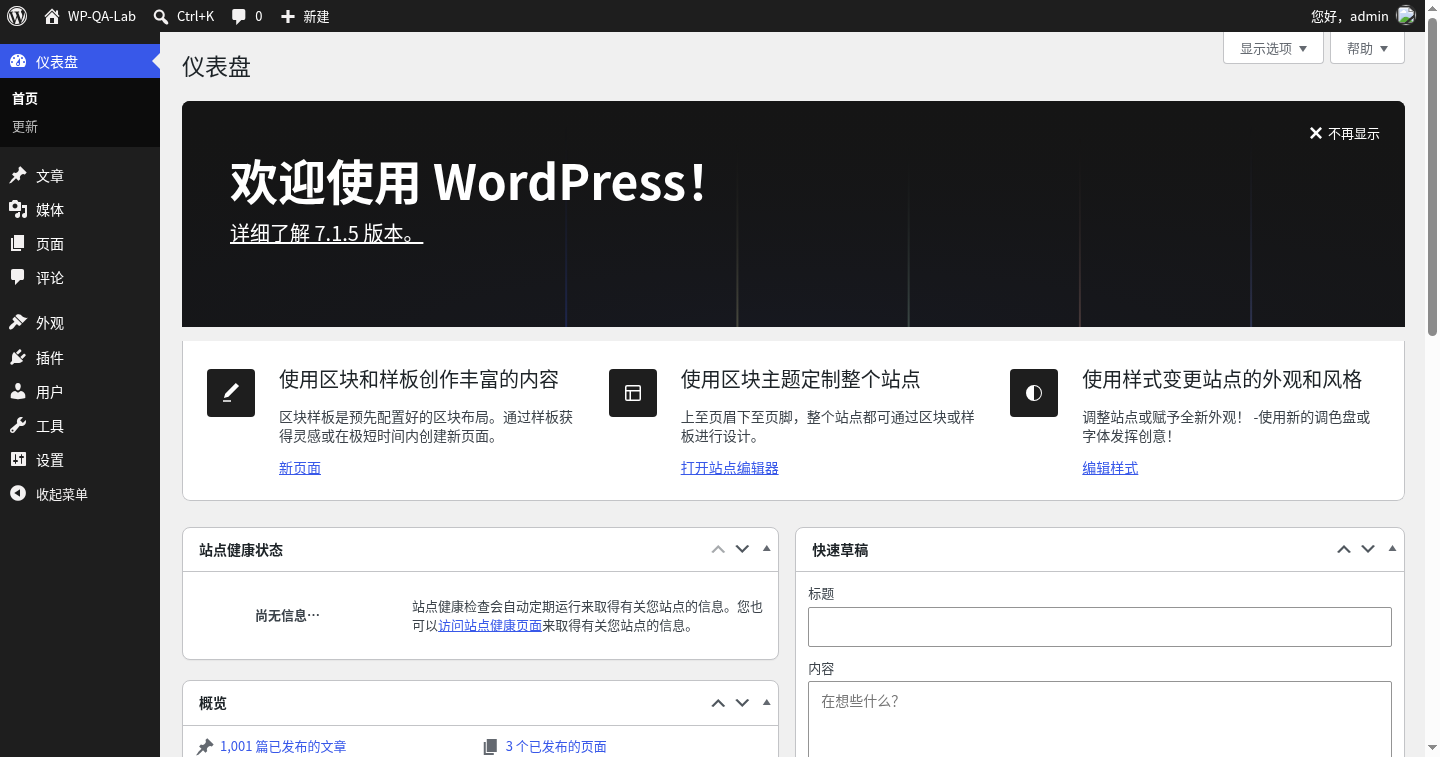 WP-QA-Lab
Ctrl+K
0
新建
您好，admin
仪表盘
首页
更新
文章
媒体
页面
评论
外观
插件
用户
工具
设置
收起菜单
显示选项
帮助
仪表盘
不再显示
欢迎使用 WordPress！
详细了解 7.1.5 版本。
使用区块和样板创作丰富的内容
区块样板是预先配置好的区块布局。通过样板获
得灵感或在极短时间内创建新页面。
新页面
使用区块主题定制整个站点
上至页眉下至页脚，整个站点都可通过区块或样
板进行设计。
打开站点编辑器
使用样式变更站点的外观和风格
调整站点或赋予全新外观！ -使用新的调色盘或
字体发挥创意！
编辑样式
站点健康状态
尚无信息…
站点健康检查会自动定期运行来取得有关您站点的信息。您也
可以访问站点健康页面来取得有关您站点的信息。
概览
1,001 篇已发布的文章
3 个已发布的页面
快速草稿
标题
内容
在想些什么？